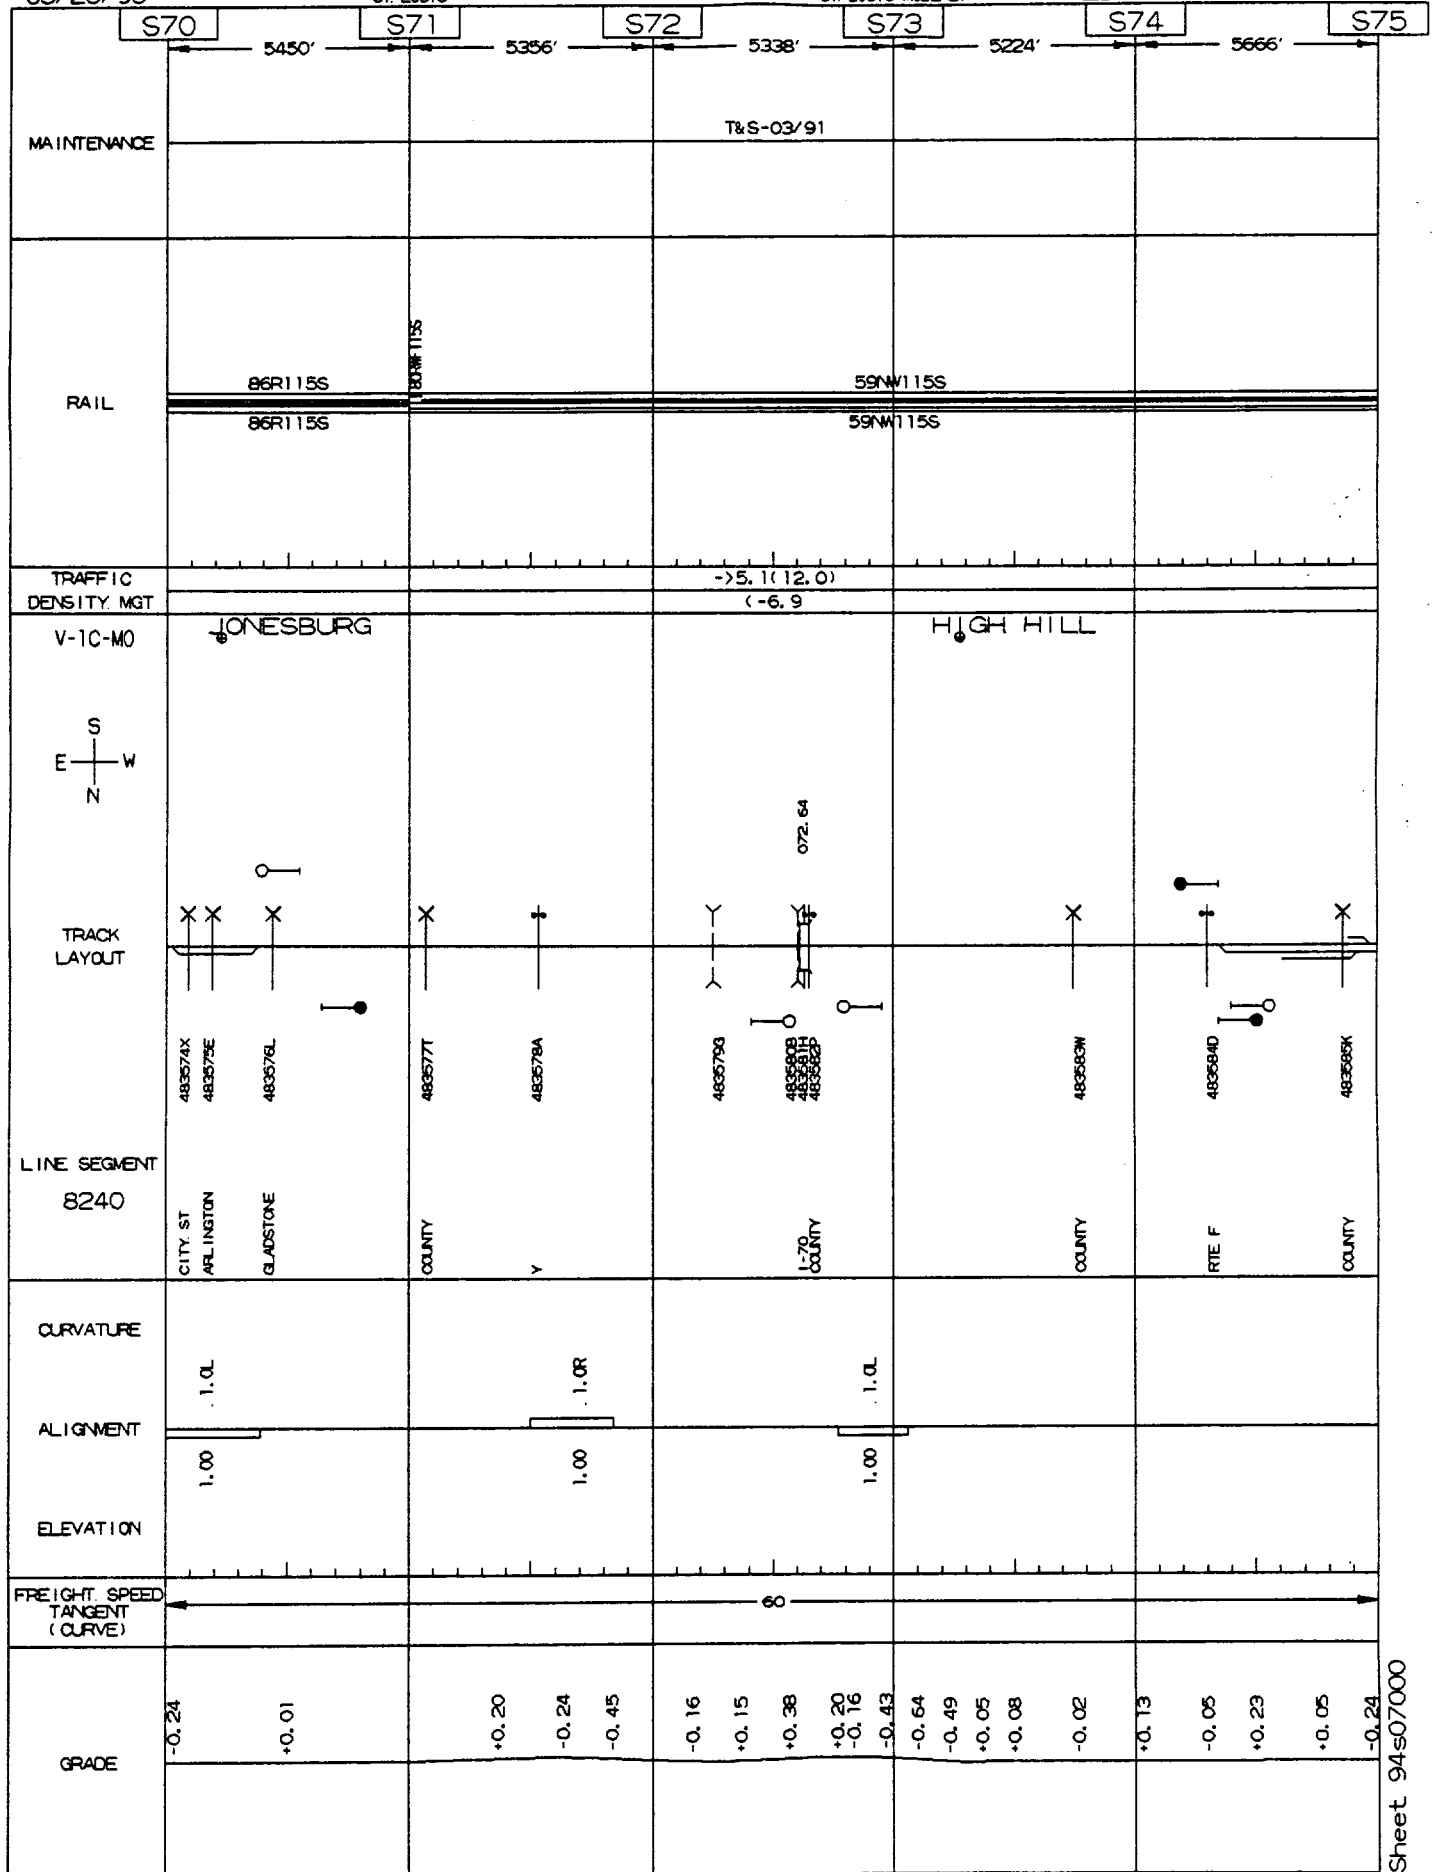 S70 S71 S72 S73 S74 S75
5450' 5356' 5338' 5224' 5666'
MAINTENANCE
T&S-03/91
RAIL
86R115S
59NW115S
86R115S
59NW115S
TRAFFIC
->5.1(12.0)
DENSITY MGT
(-6.9
V-1C-MO
JONESBURG
HIGH HILL
S
E W
N
072.64
TRACK
LAYOUT
483574X
483575E
483576L
483577T
483578A
483579G
483580B
483581H
483582P
483583W
483584D
483585K
LINE SEGMENT
8240
CITY ST
ARLINGTON
GLADSTONE
COUNTY
Y
I-70
COUNTY
COUNTY
RTE F
COUNTY
CURVATURE
1.0L 1.0R 1.0L
ALIGNMENT
1.00 1.00 1.00
ELEVATION
FREIGHT SPEED
TANGENT
(CURVE)
60
GRADE
-0.24 +0.01 +0.20 -0.24 -0.45 -0.16 +0.15 +0.38 +0.20 -0.16 -0.43 -0.64 -0.49 +0.05 +0.08 -0.02 +0.13 -0.05 +0.23 +0.05 -0.24
Sheet 94s07000